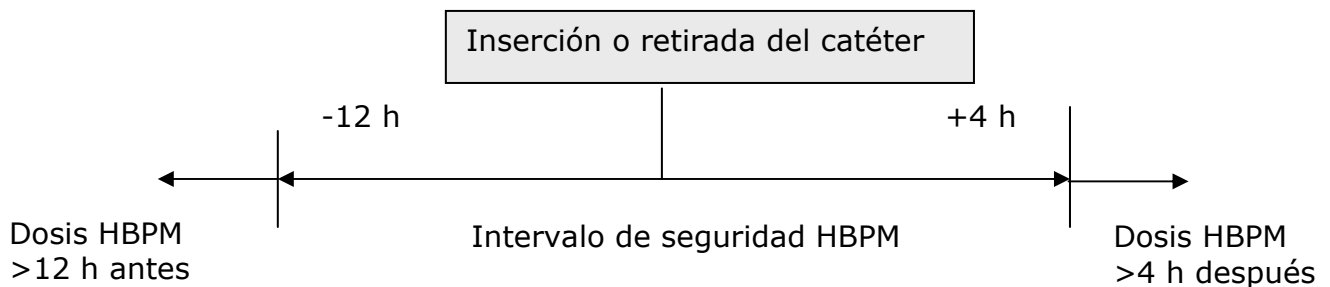 Inserción o retirada del catéter
-12 h
+4 h
Dosis HBPM
>12 h antes
Intervalo de seguridad HBPM
Dosis HBPM
>4 h después